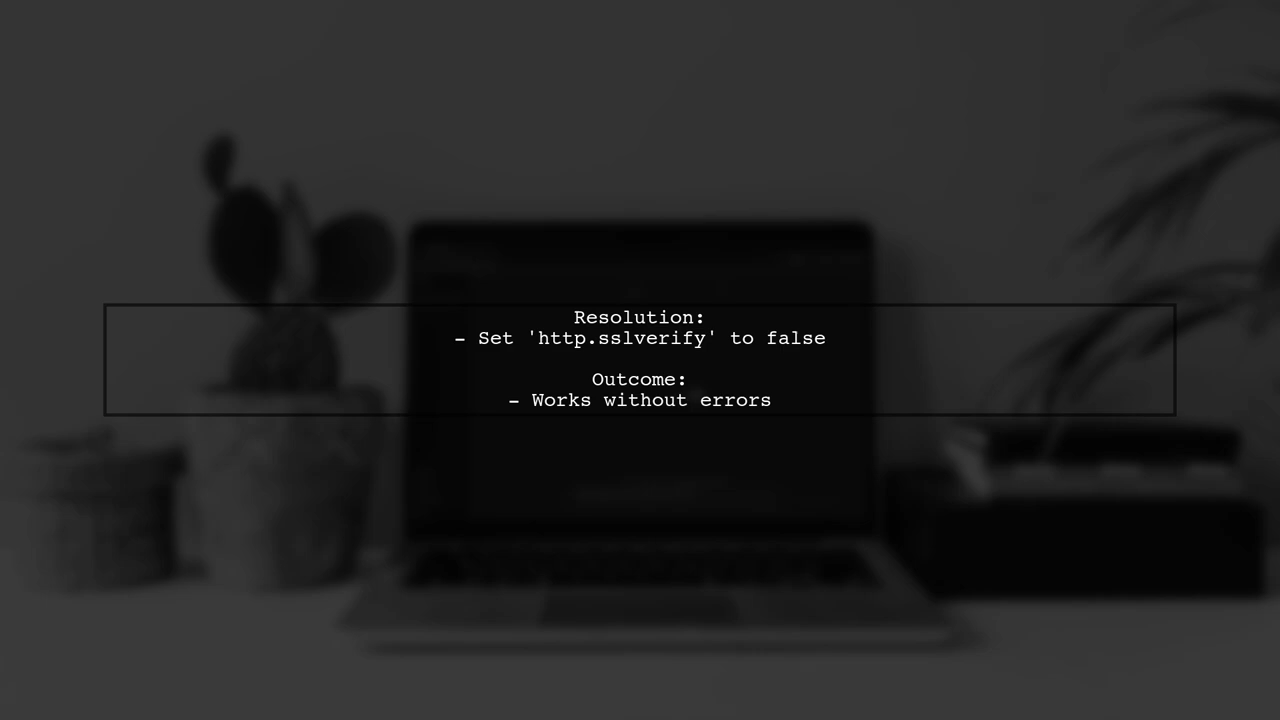 Resolution:
- Set 'http.sslverify' to false
Outcome:
- Works without errors